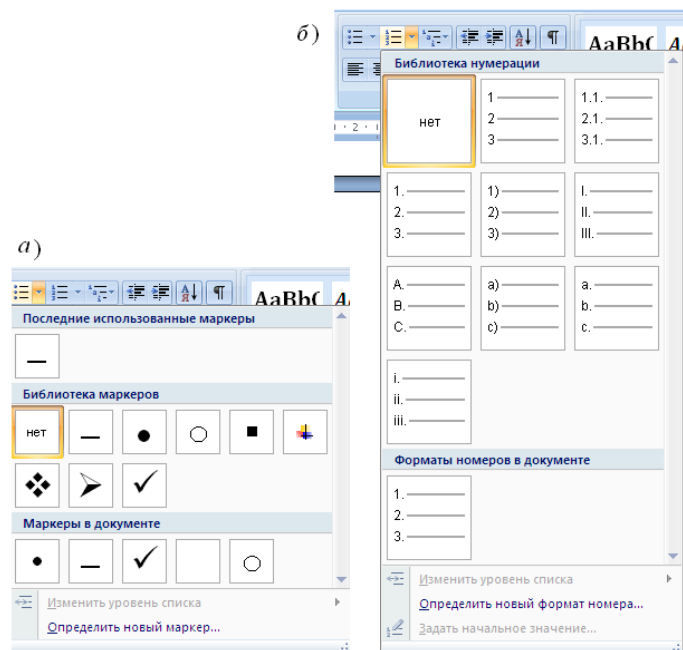 б)
AaBbC A
Библиотека нумерации
нет
1
2
3
1.1.
2.1.
3.1.
1.
2.
3.
1)
2)
3)
I.
II.
III.
A.
B.
C.
a)
b)
c)
a.
b.
c.
i.
ii.
iii.
Форматы номеров в документе
1.
2.
3.
Изменить уровень списка
Определить новый формат номера...
Задать начальное значение...
а)
AaBbC A
Последние использованные маркеры
Библиотека маркеров
нет
Маркеры в документе
Изменить уровень списка
Определить новый маркер...